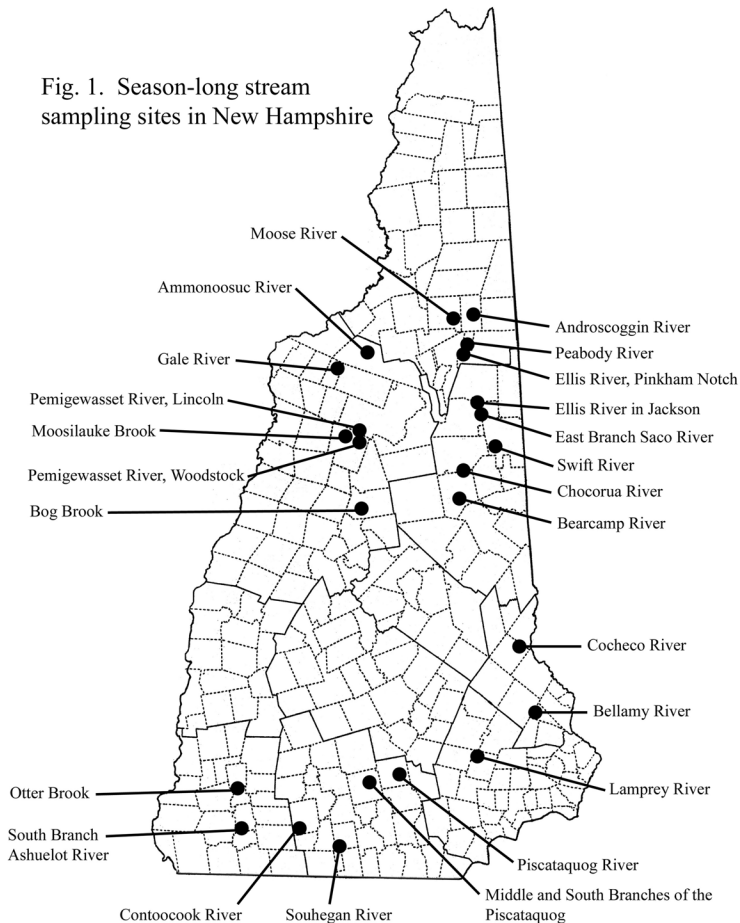 Fig. 1.  Season-long stream
sampling sites in New Hampshire
Moose River
Ammonoosuc River
Androscoggin River
Peabody River
Gale River
Ellis River, Pinkham Notch
Pemigewasset River, Lincoln
Ellis River in Jackson
Moosilauke Brook
East Branch Saco River
Swift River
Pemigewasset River, Woodstock
Chocorua River
Bog Brook
Bearcamp River
Cocheco River
Bellamy River
Otter Brook
Lamprey River
South Branch
Ashuelot River
Piscataquog River
Middle and South Branches of the
Piscataquog
Contoocook River
Souhegan River